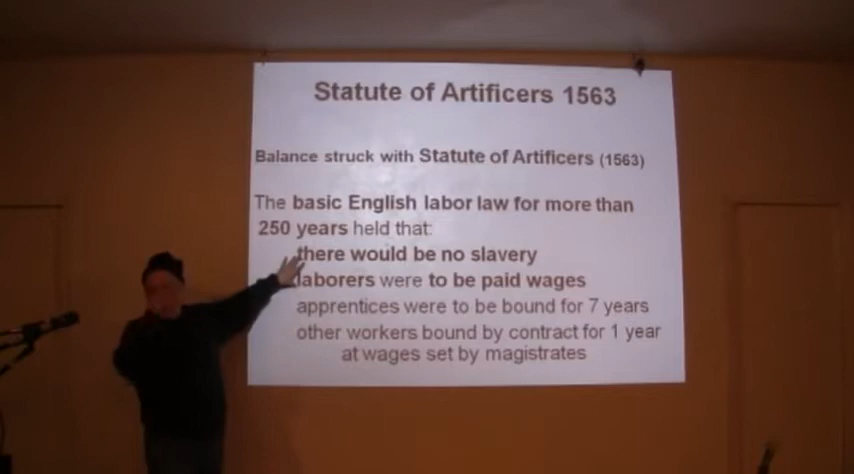 Statute of Artificers 1563
Balance struck with Statute of Artificers (1563)
The basic English labor law for more than
250 years held that:
there would be no slavery
laborers were to be paid wages
apprentices were to be bound for 7 years
other workers bound by contract for 1 year
at wages set by magistrates